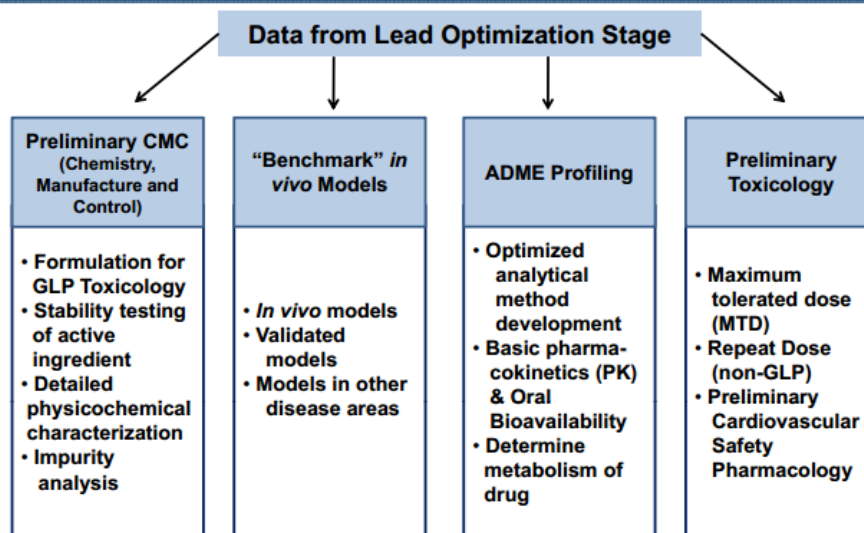 Data from Lead Optimization Stage
Preliminary CMC
(Chemistry,
Manufacture and
Control)
• Formulation for
GLP Toxicology
• Stability testing
of active
ingredient
• Detailed
physicochemical
characterization
• Impurity
analysis
“Benchmark” in
vivo Models
• In vivo models
• Validated
models
• Models in other
disease areas
ADME Profiling
• Optimized
analytical
method
development
• Basic pharma-
cokinetics (PK)
& Oral
Bioavailability
• Determine
metabolism of
drug
Preliminary
Toxicology
• Maximum
tolerated dose
(MTD)
• Repeat Dose
(non-GLP)
• Preliminary
Cardiovascular
Safety
Pharmacology